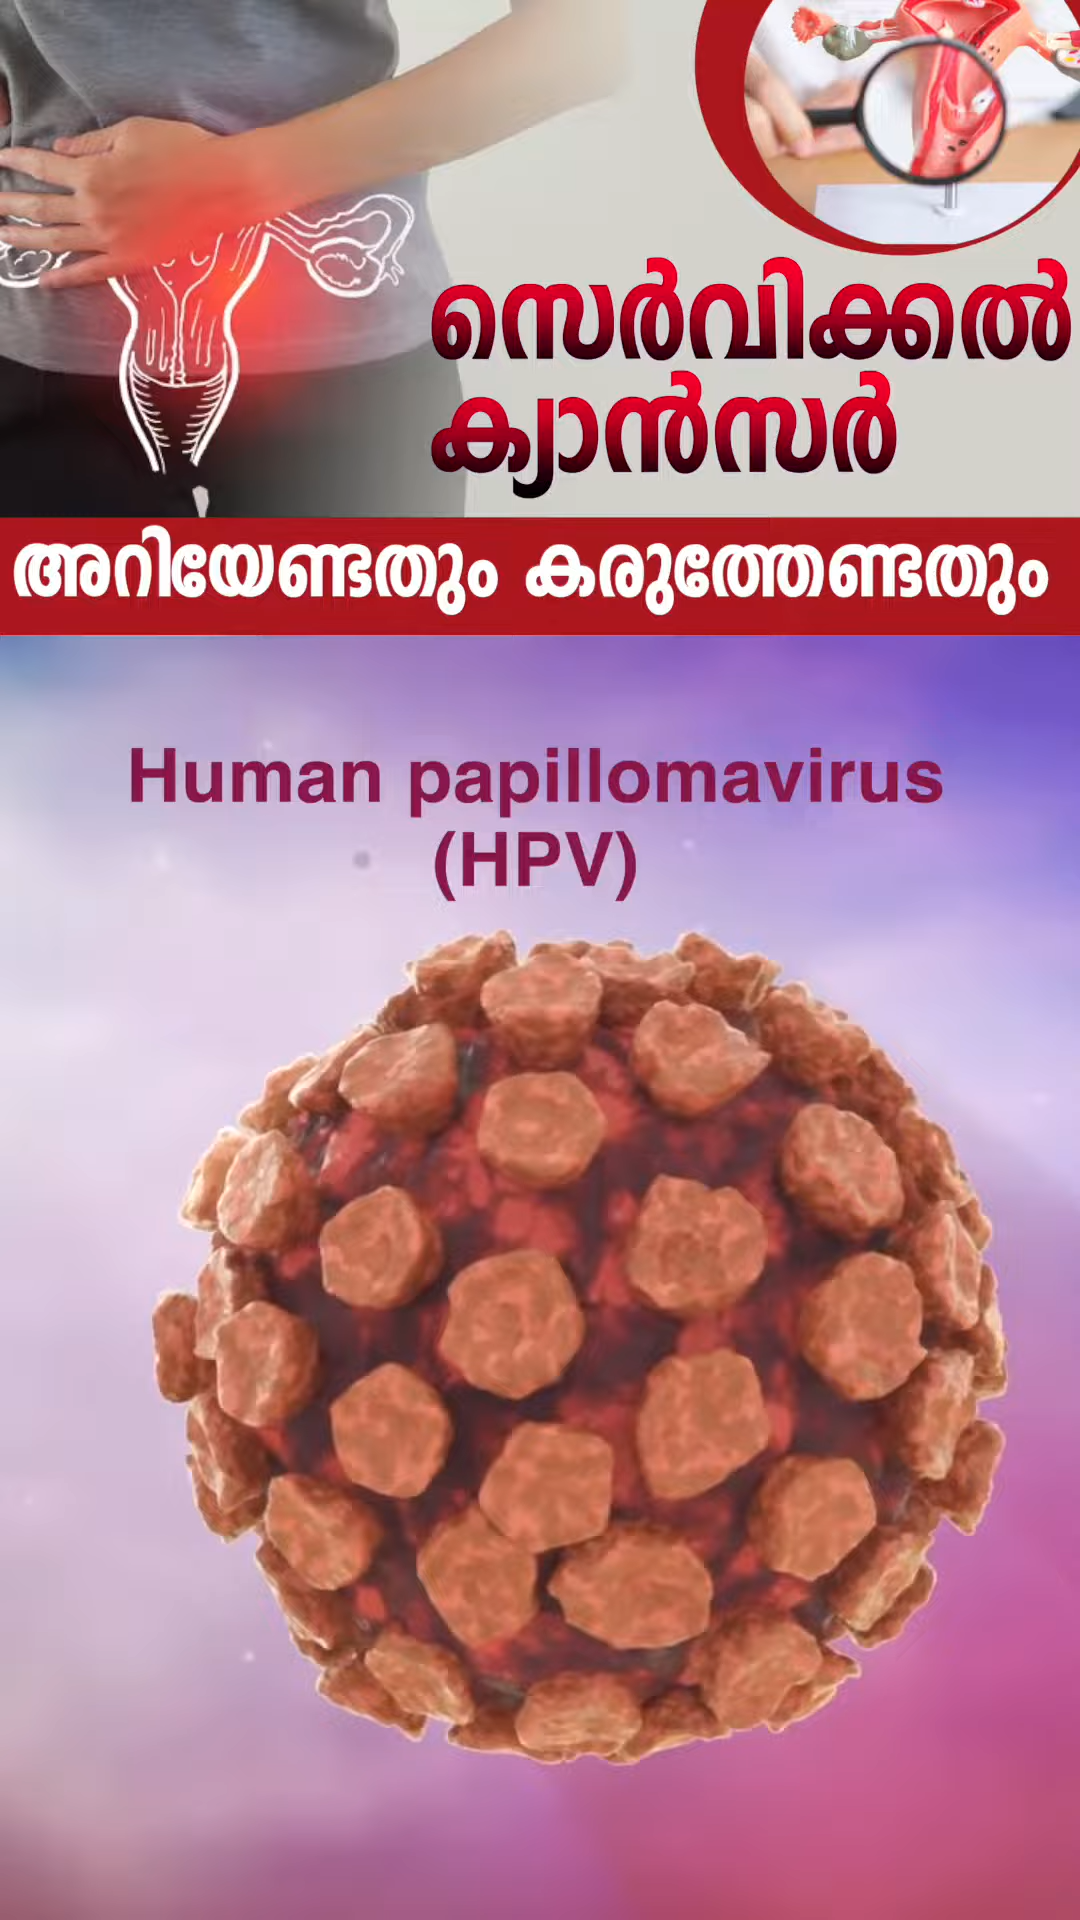 സെർവിക്കൽ
ക്യാൻസർ
അറിയേണ്ടതും കരുത്തേണ്ടതും
Human papillomavirus
(HPV)